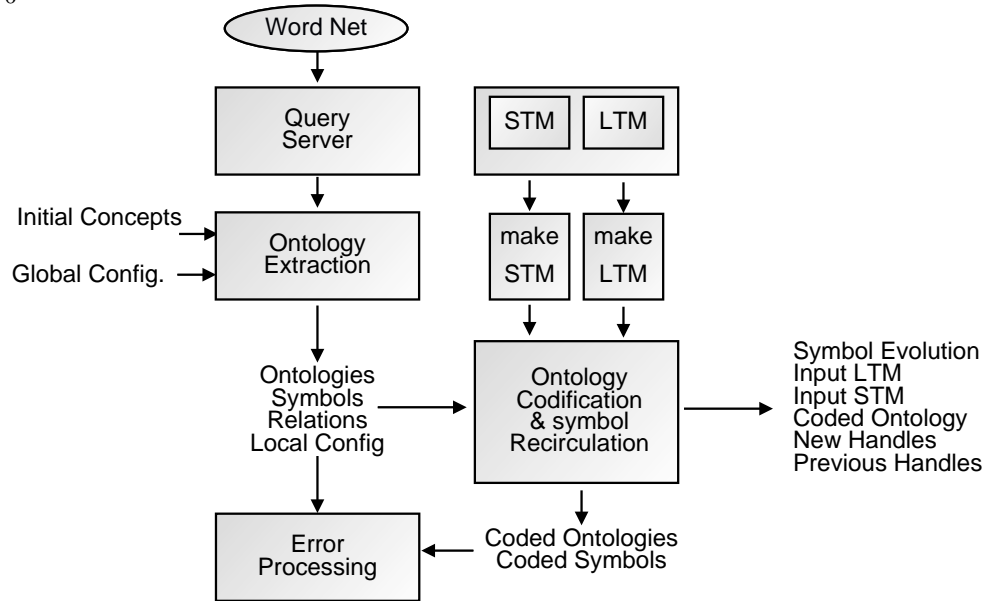 Word Net
Query
Server
STM
LTM
Initial Concepts
Global Config.
Ontology
Extraction
make
STM
make
LTM
Ontologies
Symbols
Relations
Local Config
Ontology
Codification
& symbol
Recirculation
Symbol Evolution
Input LTM
Input STM
Coded Ontology
New Handles
Previous Handles
Error
Processing
Coded Ontologies
Coded Symbols